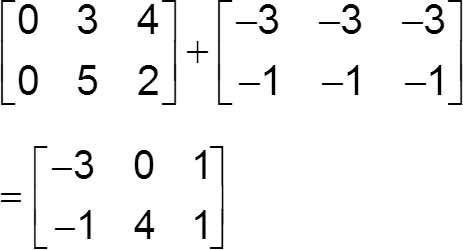 [0 3 4] + [–3 –3 –3]
[0 5 2]   [–1 –1 –1]
= [–3 0 1]
  [–1 4 1]